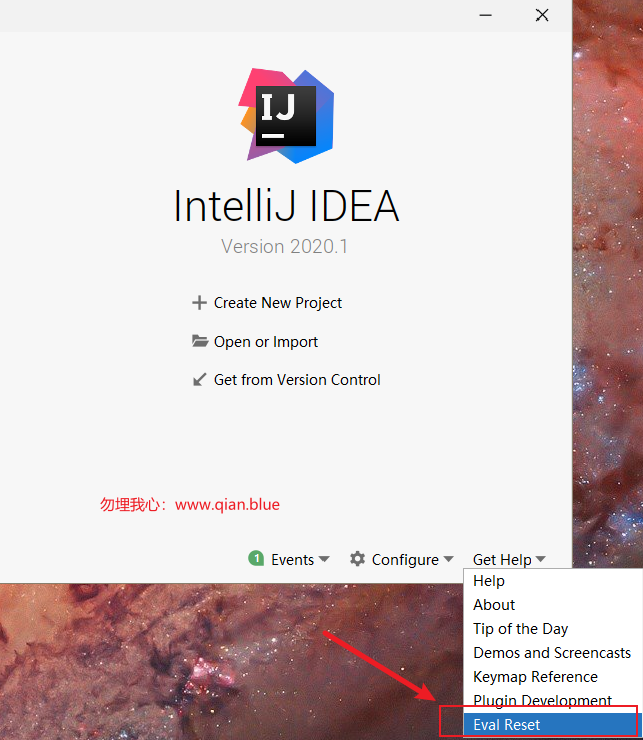 IJ
IntelliJ IDEA
Version 2020.1
Create New Project
Open or Import
Get from Version Control
勿埋我心：www.qian.blue
1 Events Configure Get Help
Help
About
Tip of the Day
Demos and Screencasts
Keymap Reference
Plugin Development
Eval Reset